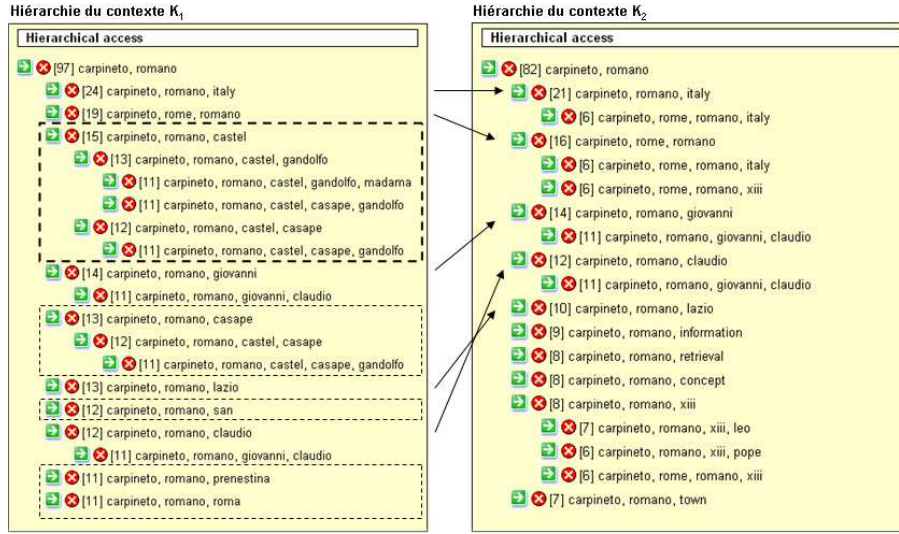 Hiérarchie du contexte K1
Hierarchical access
[97] carpineto, romano
[24] carpineto, romano, italy
[19] carpineto, rome, romano
[15] carpineto, romano, castel
[13] carpineto, romano, castel, gandolfo
[11] carpineto, romano, castel, gandolfo, madama
[11] carpineto, romano, castel, casape, gandolfo
[12] carpineto, romano, castel, casape
[11] carpineto, romano, castel, casape, gandolfo
[14] carpineto, romano, giovanni
[11] carpineto, romano, giovanni, claudio
[13] carpineto, romano, casape
[12] carpineto, romano, castel, casape
[11] carpineto, romano, castel, casape, gandolfo
[13] carpineto, romano, lazio
[12] carpineto, romano, san
[12] carpineto, romano, claudio
[11] carpineto, romano, giovanni, claudio
[11] carpineto, romano, prenestina
[11] carpineto, romano, roma
Hiérarchie du contexte K2
Hierarchical access
[82] carpineto, romano
[21] carpineto, romano, italy
[6] carpineto, rome, romano, italy
[16] carpineto, rome, romano
[6] carpineto, rome, romano, italy
[6] carpineto, rome, romano, xiii
[14] carpineto, romano, giovanni
[11] carpineto, romano, giovanni, claudio
[12] carpineto, romano, claudio
[11] carpineto, romano, giovanni, claudio
[10] carpineto, romano, lazio
[9] carpineto, romano, information
[8] carpineto, romano, retrieval
[8] carpineto, romano, concept
[8] carpineto, romano, xiii
[7] carpineto, romano, xiii, leo
[6] carpineto, romano, xiii, pope
[6] carpineto, rome, romano, xiii
[7] carpineto, romano, town